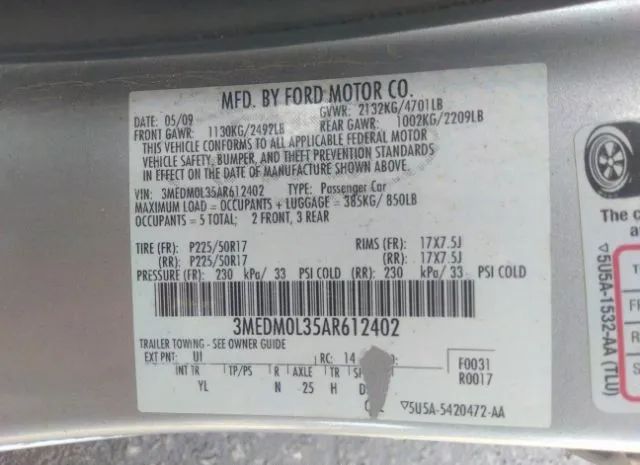 MFD. BY FORD MOTOR CO.
DATE: 05/09 GVWR: 2132KG/4701LB
FRONT GAWR: 1130KG/2492LB REAR GAWR: 1002KG/2209LB
THIS VEHICLE CONFORMS TO ALL APPLICABLE FEDERAL MOTOR
VEHICLE SAFETY, BUMPER, AND THEFT PREVENTION STANDARDS
IN EFFECT ON THE DATE OF MANUFACTURE SHOWN ABOVE.
VIN: 3MEDM0L35AR612402 TYPE: Passenger Car
MAXIMUM LOAD = OCCUPANTS + LUGGAGE = 385KG/ 850LB
OCCUPANTS = 5 TOTAL; 2 FRONT, 3 REAR
TIRE (FR): P225/50R17 RIMS (FR): 17X7.5J
(RR): P225/50R17 (RR): 17X7.5J
PRESSURE (FR): 230 kPa/ 33 PSI COLD (RR): 230 kPa/ 33 PSI COLD
3MEDM0L35AR612402
TRAILER TOWING - SEE OWNER GUIDE
EXT PNT: UI RC: 14
INT TR TP/PS R AXLE TR
YL N 25 H D
F0031
R0017
▽5U5A-5420472-AA
The c
▽5U5A-1532-AA (TLU)